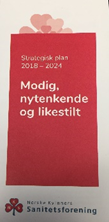 Strategisk plan
2018 – 2024
Modig,
nytenkende
og likestilt
Norske Kvinners
Sanitetsforening